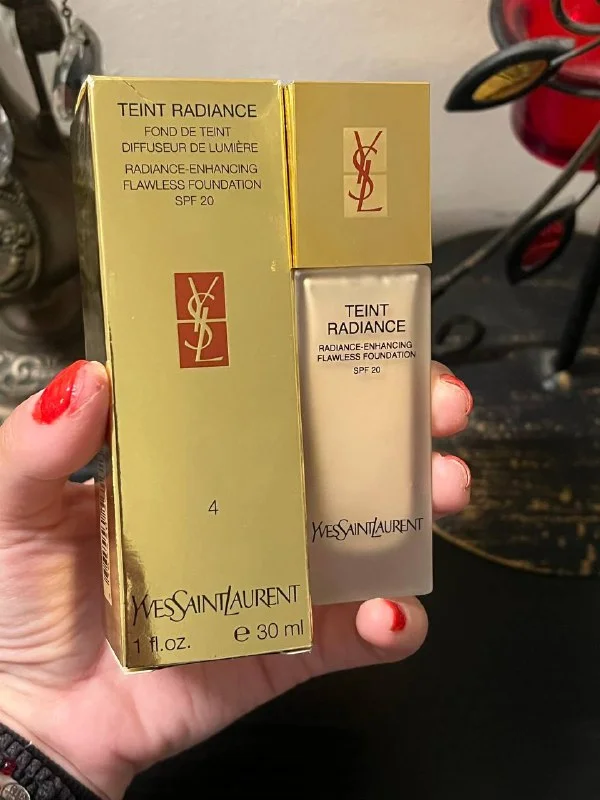 TEINT RADIANCE
FOND DE TEINT
DIFFUSEUR DE LUMIÈRE
RADIANCE-ENHANCING
FLAWLESS FOUNDATION
SPF 20
YSL
4
YVESSAINTLAURENT
1 fl.oz. e 30 ml
YSL
TEINT
RADIANCE
RADIANCE-ENHANCING
FLAWLESS FOUNDATION
SPF 20
YVESSAINTLAURENT